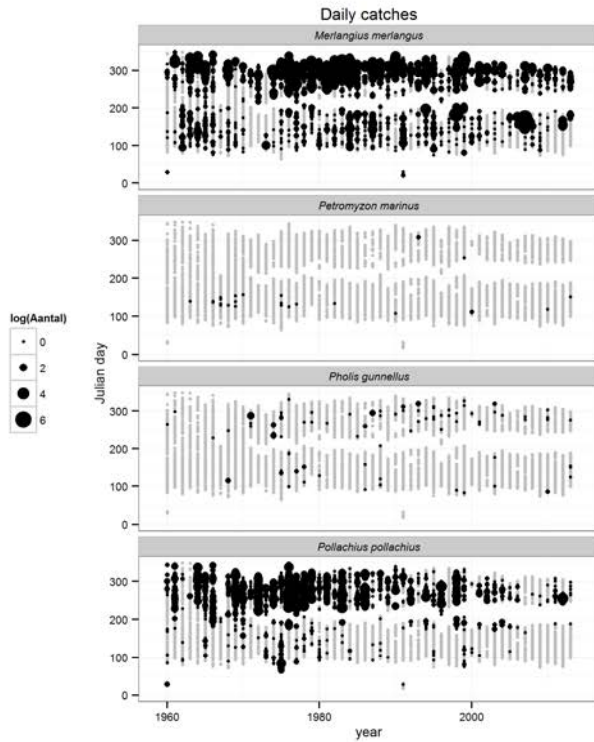 Daily catches
Merlangius merlangus
300
200
100
0
Petromyzon marinus
300
200
100
0
log(Aantal)
0
2
4
6
Julian day
Pholis gunnellus
300
200
100
0
Pollachius pollachius
300
200
100
0
1960
1980
2000
year